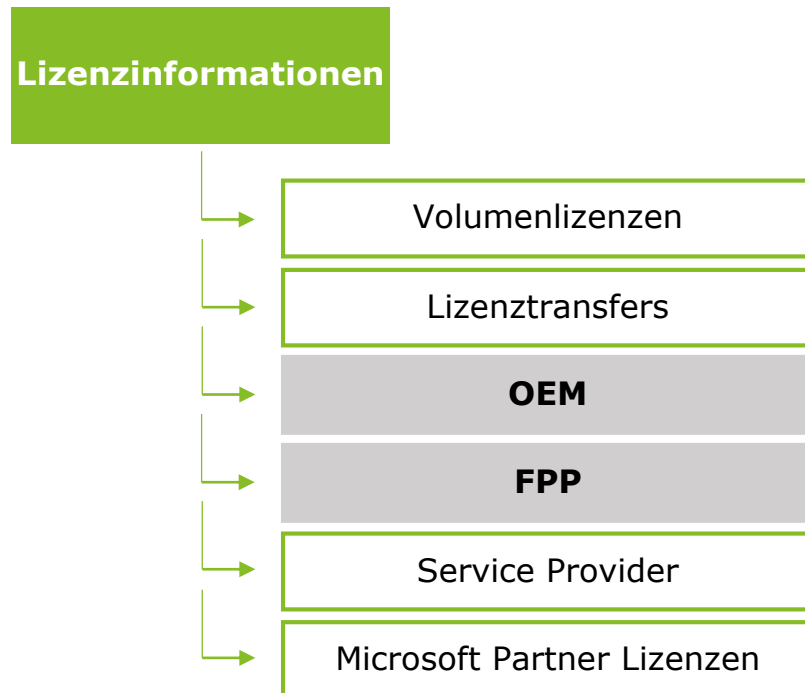 Lizenzinformationen
Volumenlizenzen
Lizenztransfers
OEM
FPP
Service Provider
Microsoft Partner Lizenzen